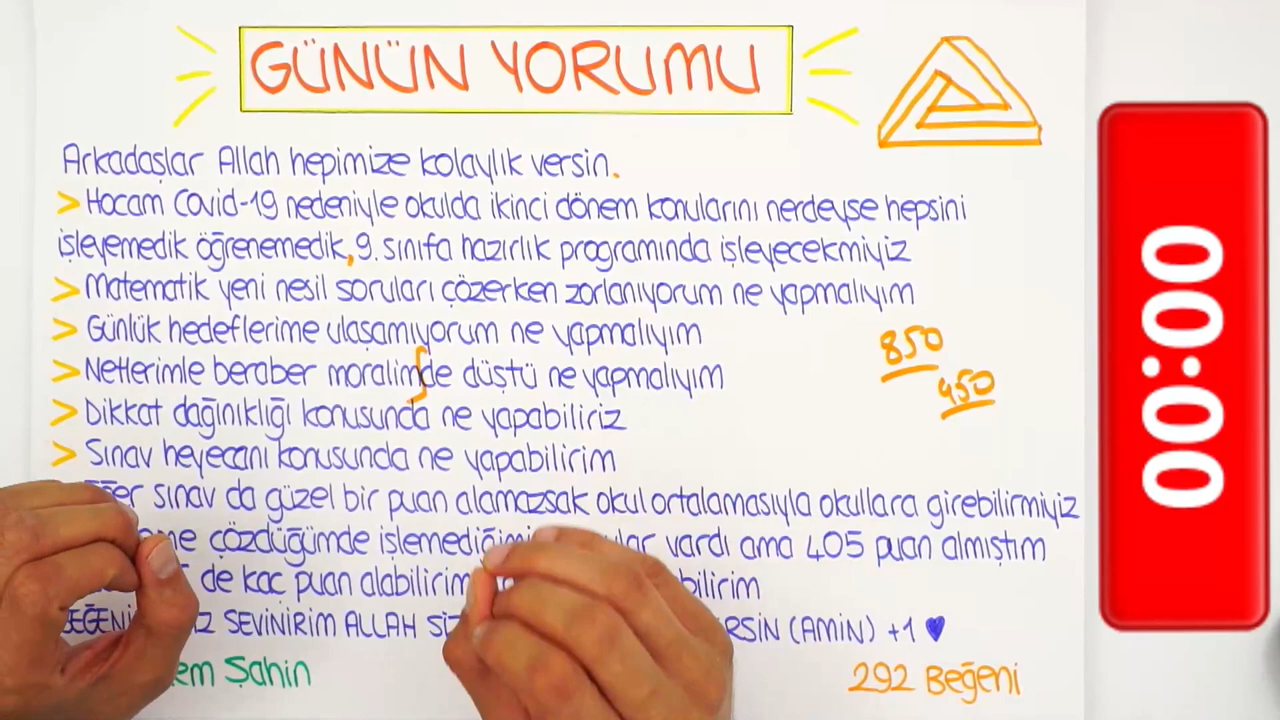 GÜNÜN YORUMU
Arkadaşlar Allah hepimize kolaylık versin.
> Hocam Covid-19 nedeniyle okulda ikinci dönem konularını nerdeyse hepsini
işleyemedik öğrenemedik, 9. sınıfa hazırlık programında işleyecekmiyiz
> Matematik yeni nesil soruları çözerken zorlanıyorum ne yapmalıyım
> Günlük hedeflerime ulaşamıyorum ne yapmalıyım
850
> Netlerimle beraber moralimde düştü ne yapmalıyım
450
> Dikkat dağınıklığı konusunda ne yapabiliriz
> Sınav heyecanı konusunda ne yapabilirim
sınav da güzel bir puan alamazsak okul ortalamasıyla okullara girebilirmiyiz
çözdüğümde vardı ama 405 puan almıştım
de kaç puan alabilirim
SEVİNİRİM ALLAH (AMİN) +1 ♥
Şahin
292 Beğeni
00:00